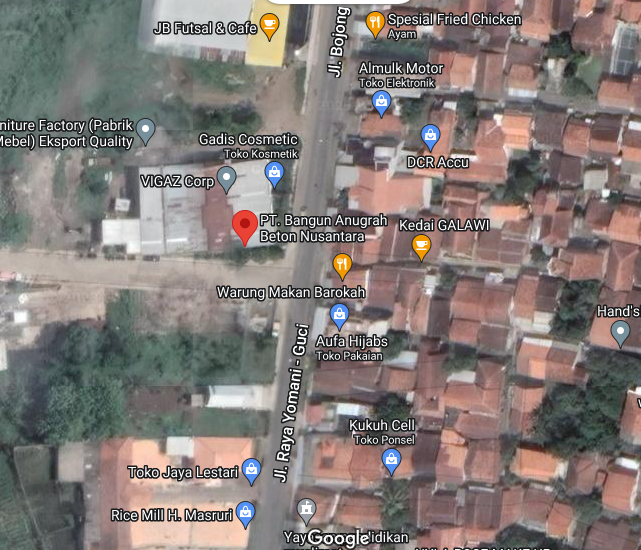 JB Futsal & Cafe
Jl. Bojong
Spesial Fried Chicken
Ayam
Almulk Motor
Toko Elektronik
niture Factory (Pabrik
Mebel) Eksport Quality
Gadis Cosmetic
Toko Kosmetik
DCR Accu
VIGAZ Corp
PT. Bangun Anugrah
Beton Nusantara
Kedai GALAWI
Warung Makan Barokah
Hand's
Aufa Hijabs
Toko Pakaian
Jl. Raya Yomani - Guci
Kukuh Cell
Toko Ponsel
Toko Jaya Lestari
Rice Mill H. Masruri
Yay
Google
didikan